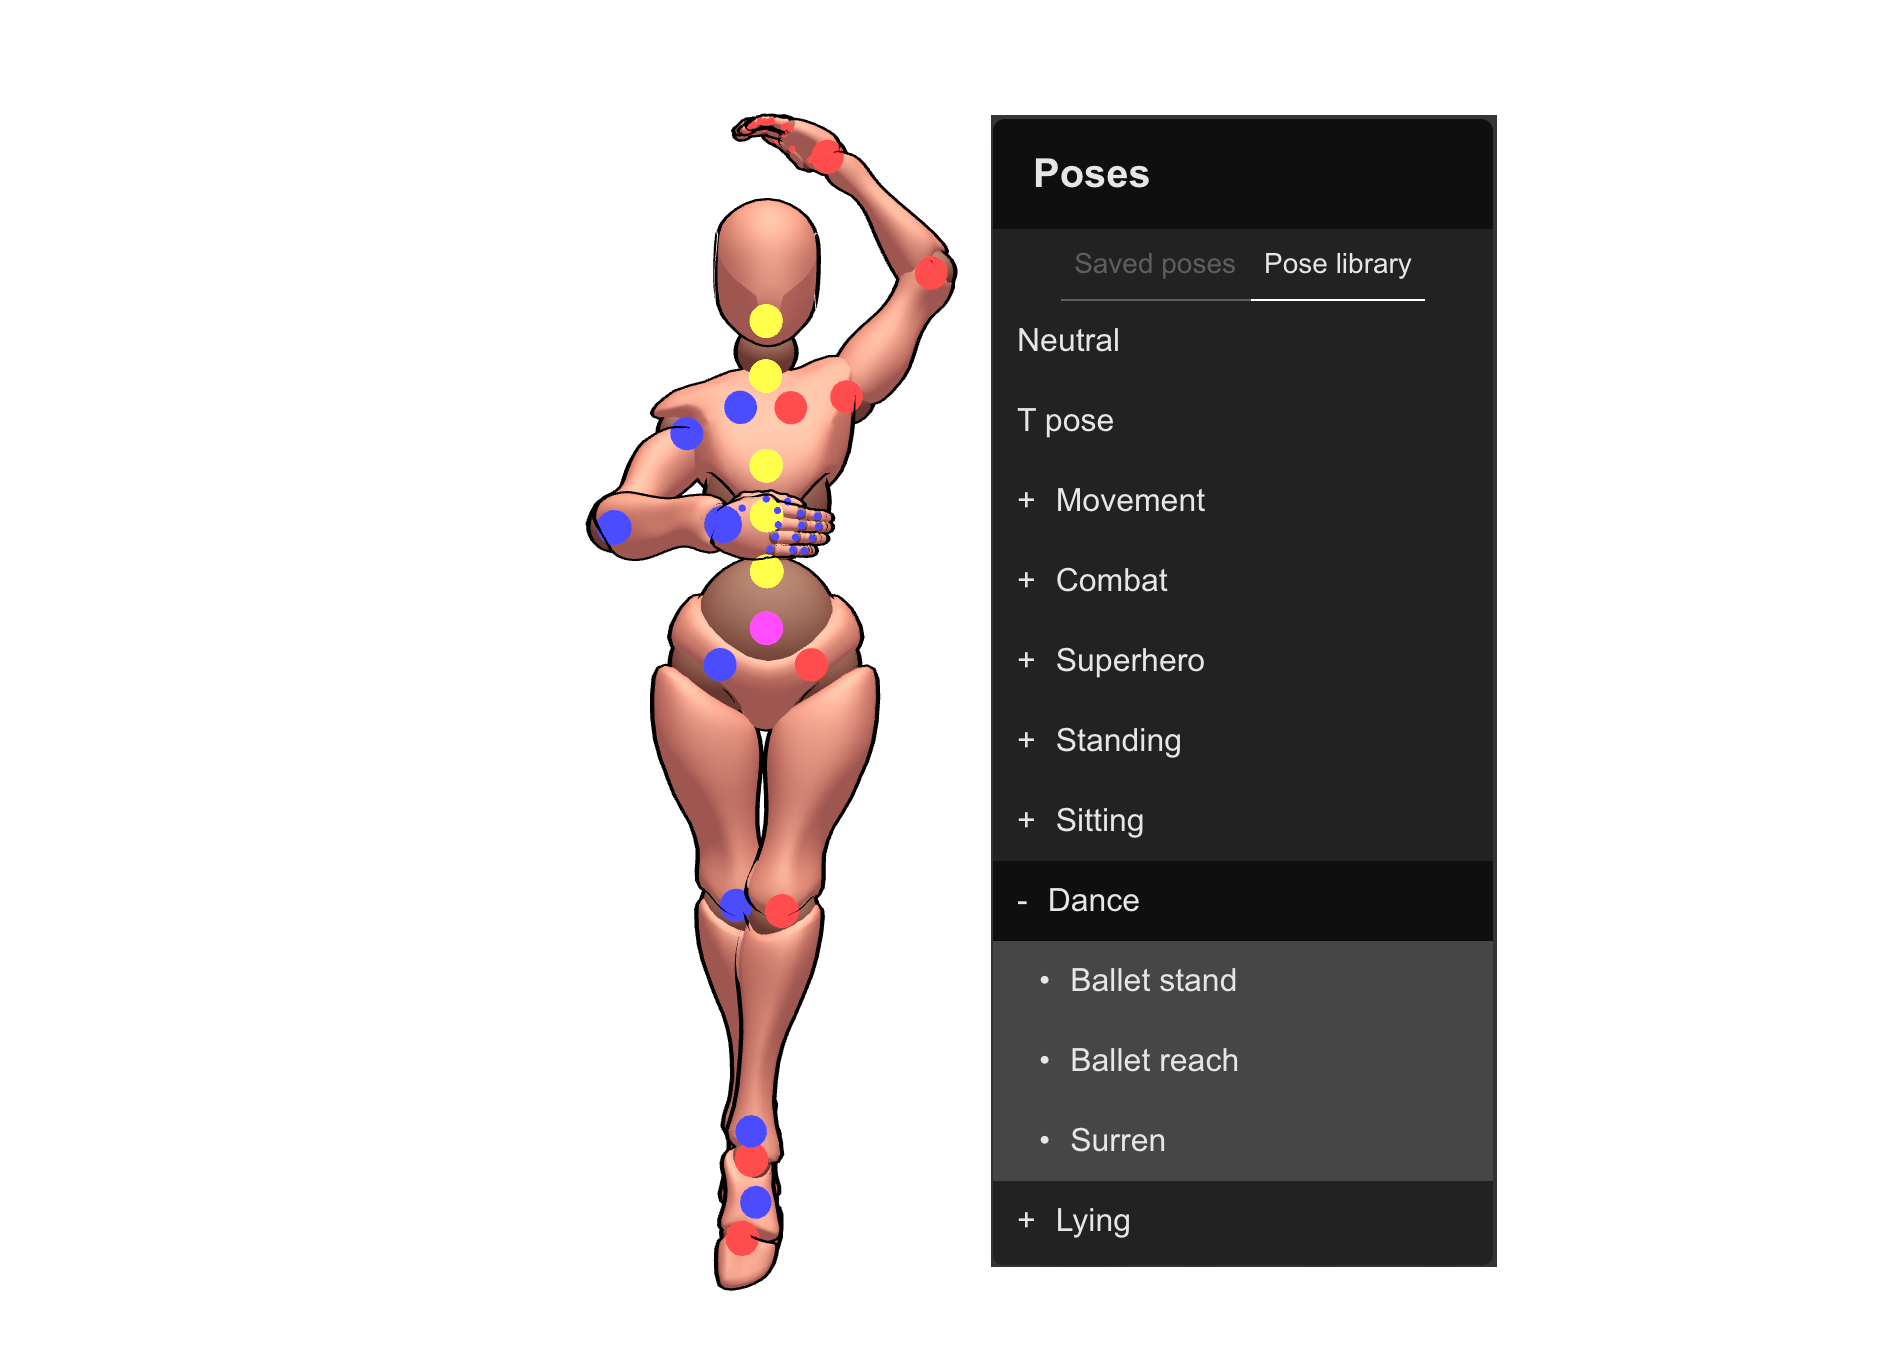 Poses
Saved poses Pose library
Neutral
T pose
+ Movement
+ Combat
+ Superhero
+ Standing
+ Sitting
- Dance
• Ballet stand
• Ballet reach
• Surren
+ Lying